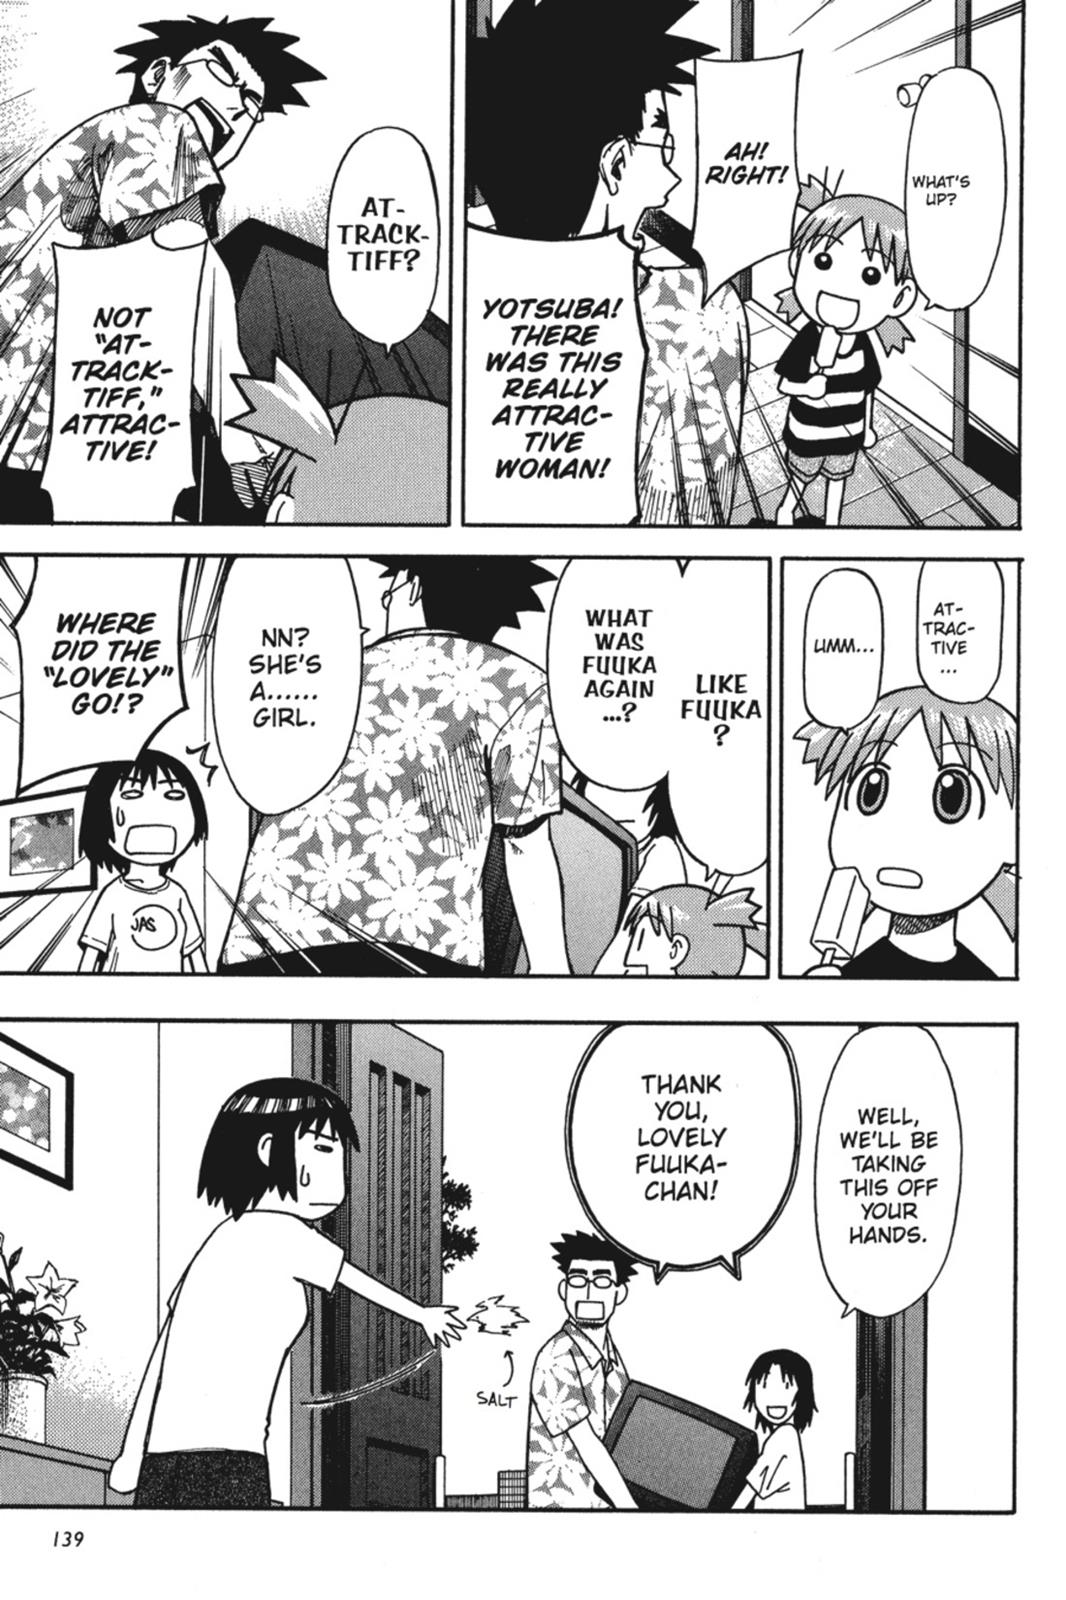 WHAT'S
UP?
AH!
RIGHT!
YOTSUBA!
THERE
WAS THIS
REALLY
ATTRAC-
TIVE
WOMAN!
AT-
TRACK-
TIFF?
NOT
"AT-
TRACK-
TIFF,"
ATTRAC-
TIVE!
AT-
TRAC-
TIVE
...
UMM...
LIKE
FUUKA
?
WHAT
WAS
FUUKA
AGAIN
...?
NN?
SHE'S
A......
GIRL.
WHERE
DID THE
"LOVELY"
GO!?
JAS
WELL,
WE'LL BE
TAKING
THIS OFF
YOUR
HANDS.
THANK
YOU,
LOVELY
FUUKA-
CHAN!
SALT
139